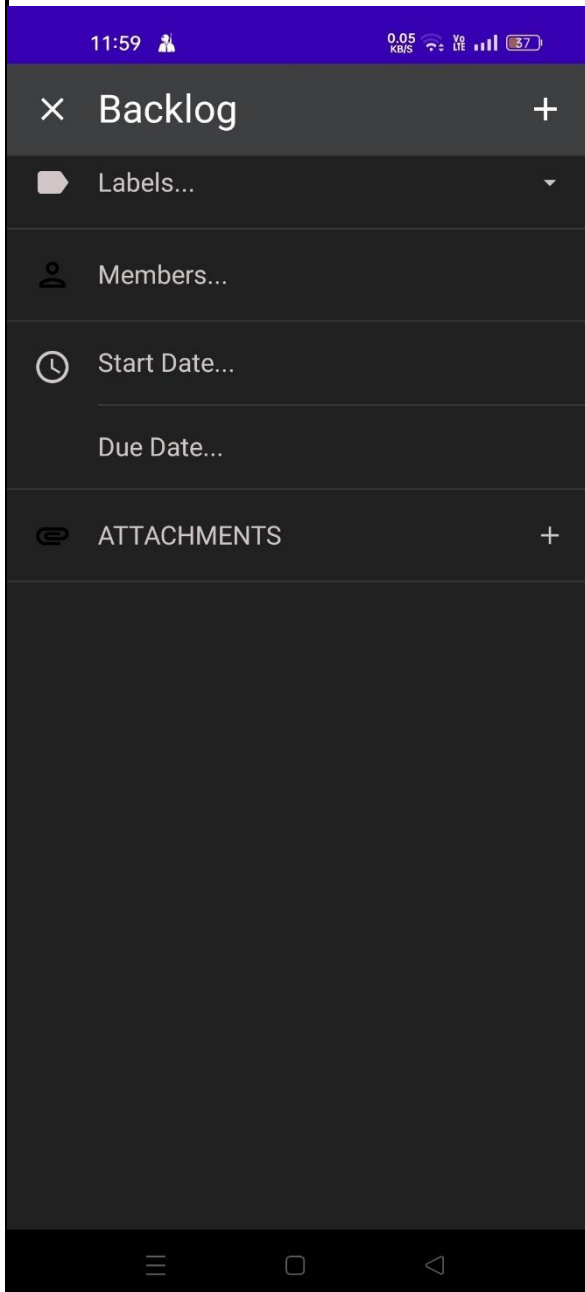 11:59
0.05
KB/S
Vo
LTE
37
Backlog
Labels...
Members...
Start Date...
Due Date...
ATTACHMENTS